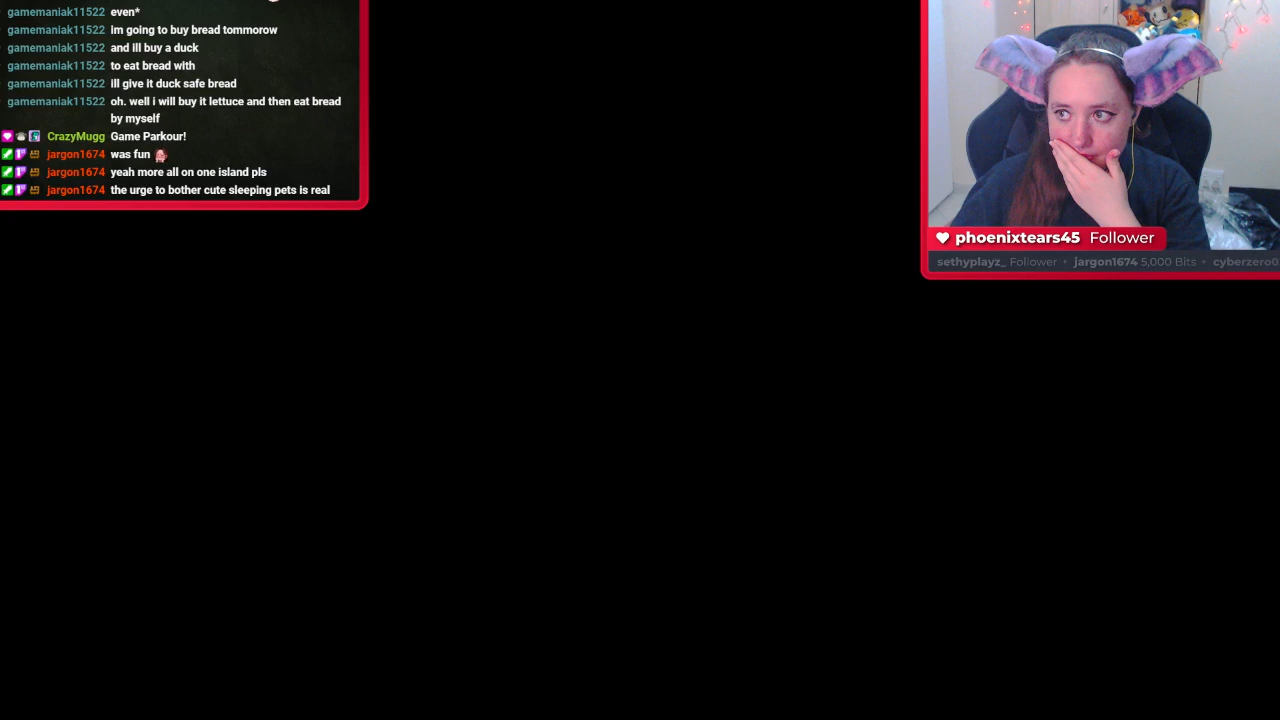 gamemaniak11522 even*
gamemaniak11522 Im going to buy bread tommorow
gamemaniak11522 and ill buy a duck
gamemaniak11522 to eat bread with
gamemaniak11522 ill give it duck safe bread
gamemaniak11522 oh. well i will buy it lettuce and then eat bread
by myself
CrazyMugg Game Parkour!
jargon1674 was fun
jargon1674 yeah more all on one island pls
jargon1674 the urge to bother cute sleeping pets is real
phoenixtears45 Follower
sethyplayz_ Follower • jargon1674 5,000 Bits • cyberzero0